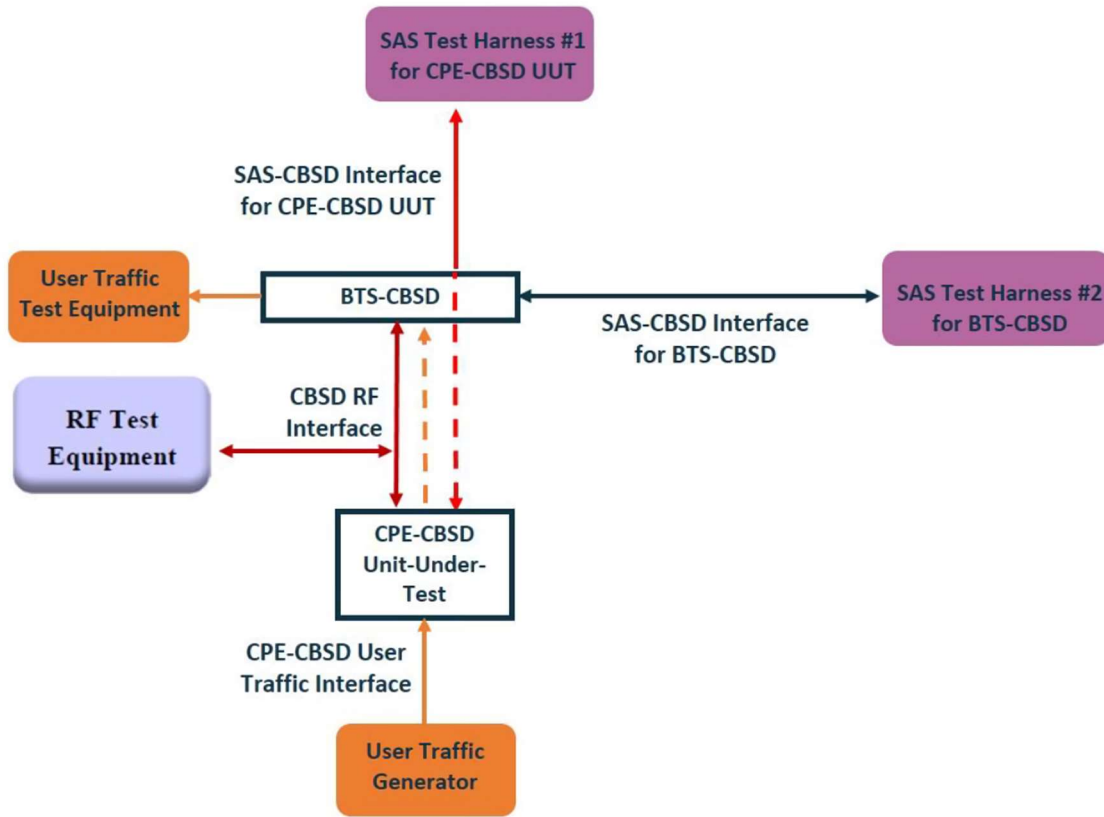 SAS Test Harness #1
for CPE-CBSD UUT
SAS-CBSD Interface
for CPE-CBSD UUT
User Traffic
Test Equipment
BTS-CBSD
SAS Test Harness #2
for BTS-CBSD
SAS-CBSD Interface
for BTS-CBSD
CBSD RF
Interface
RF Test
Equipment
CPE-CBSD
Unit-Under-
Test
CPE-CBSD User
Traffic Interface
User Traffic
Generator